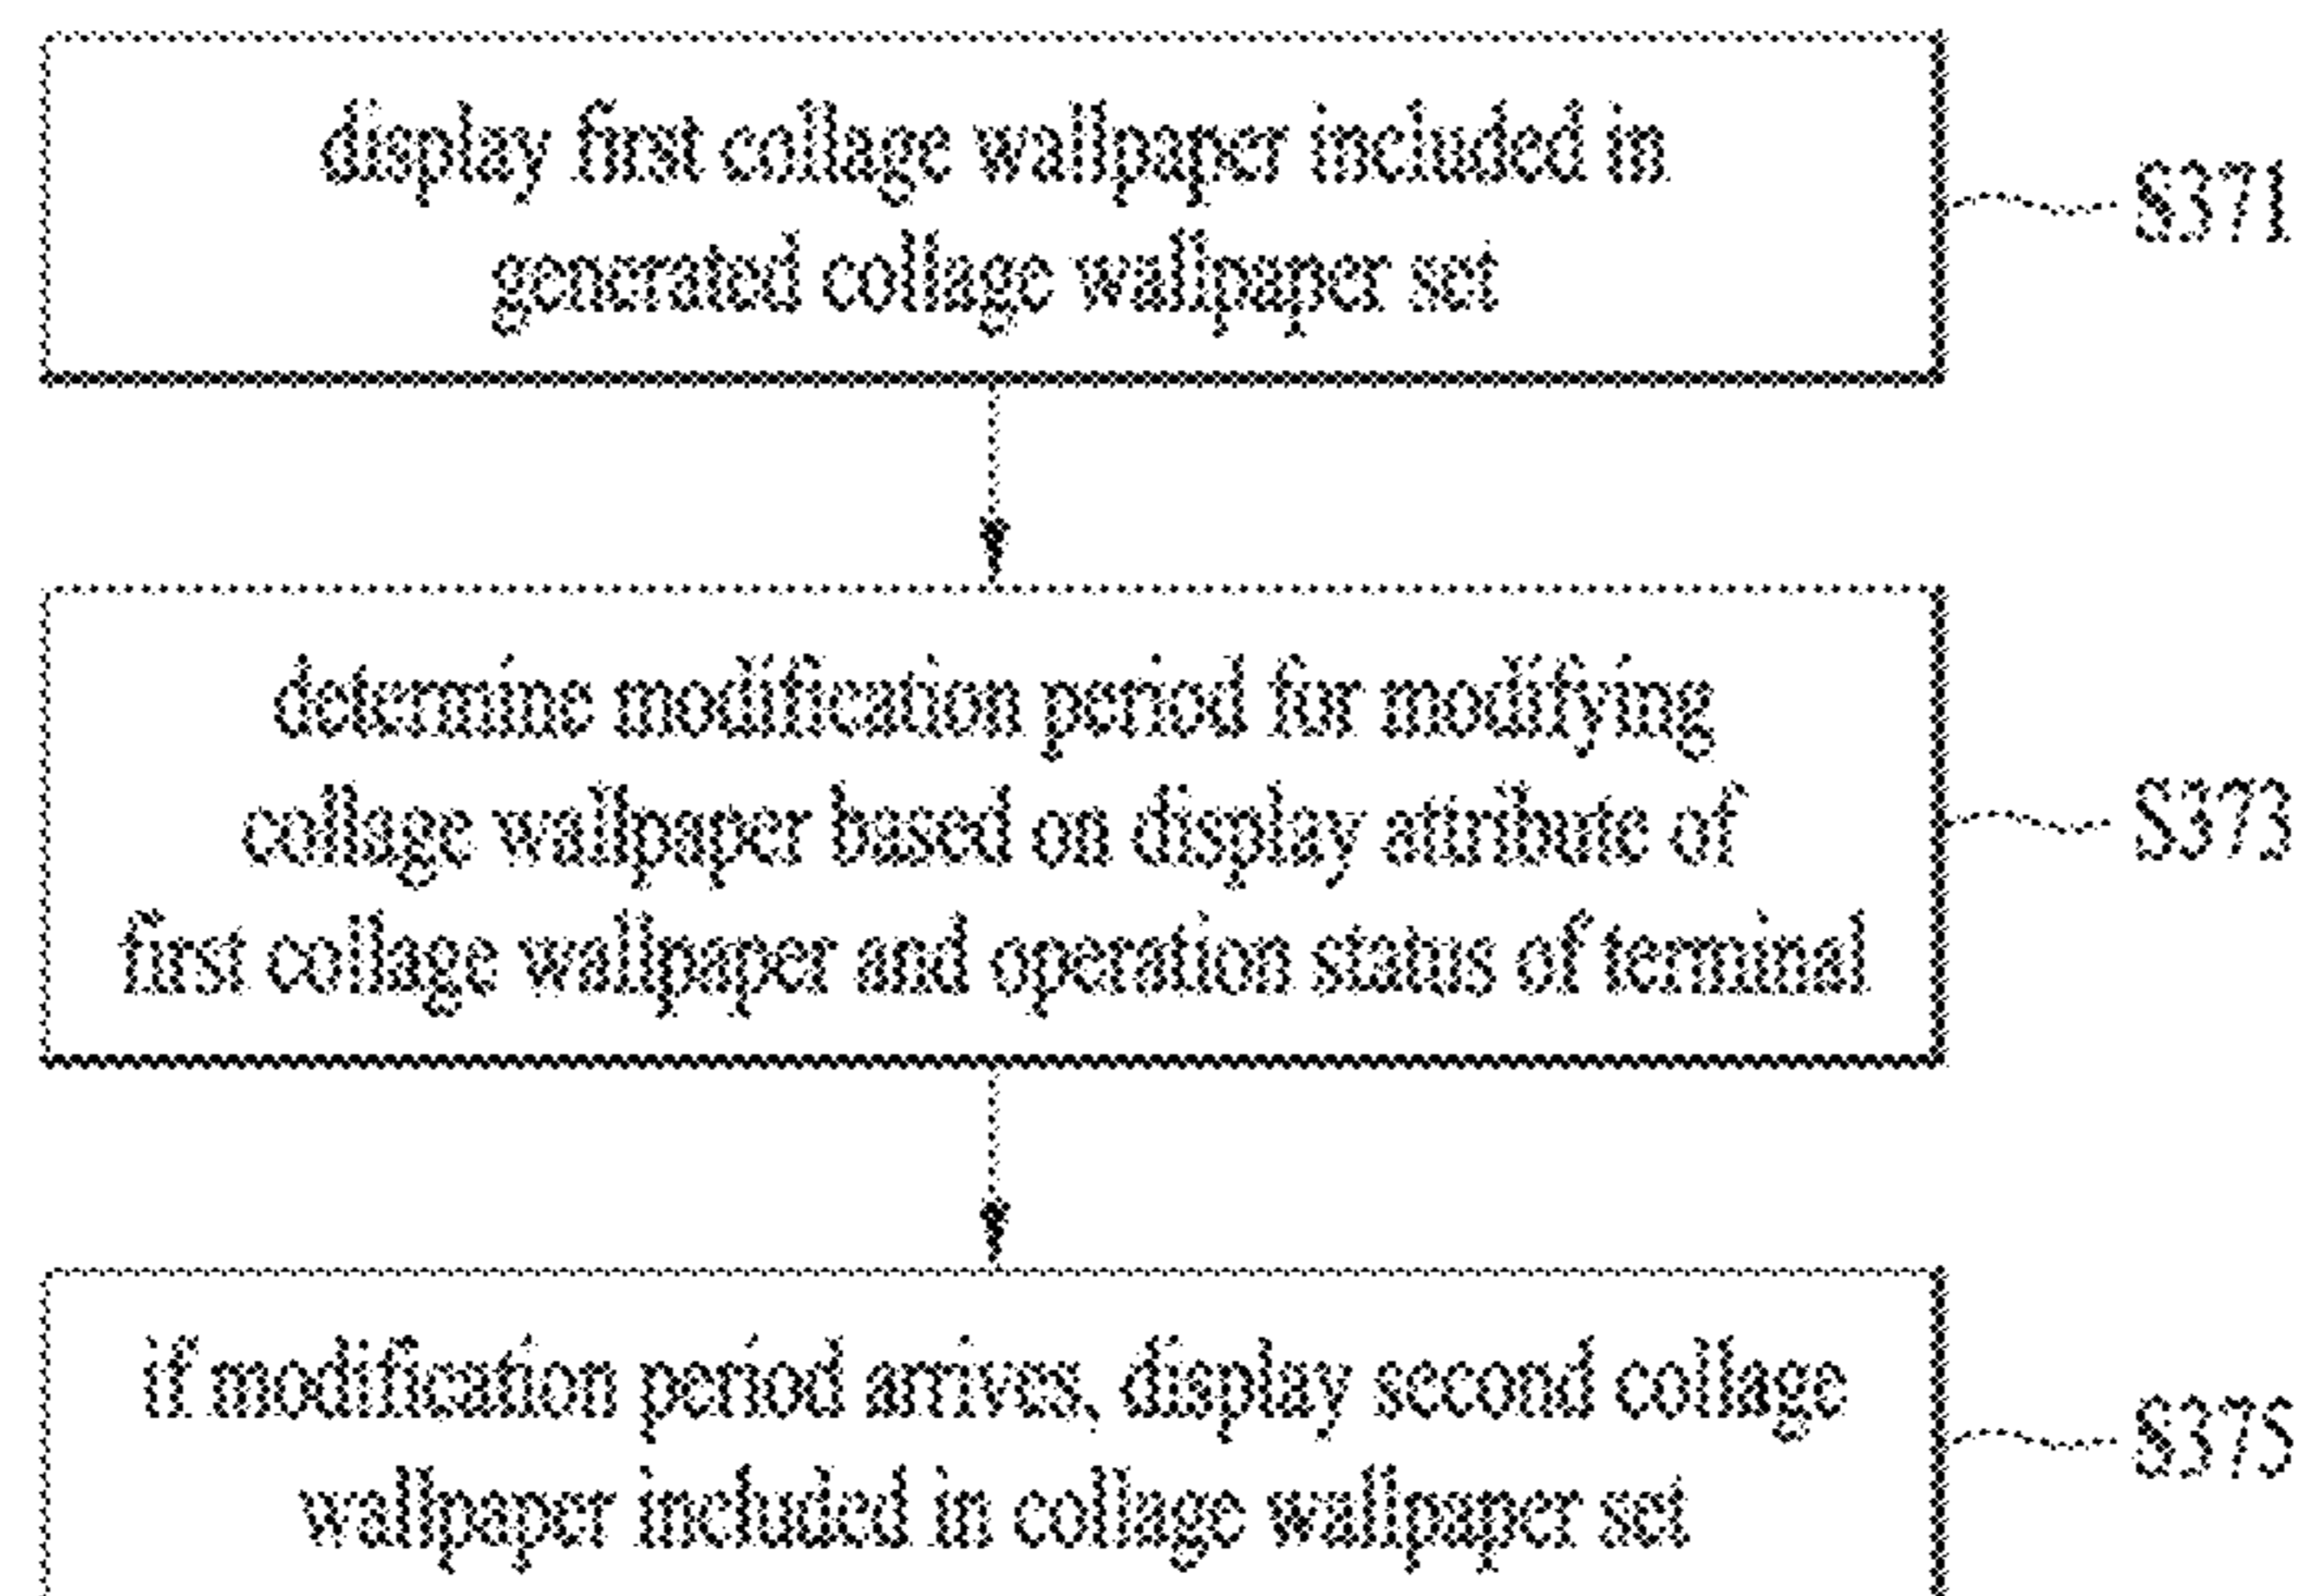 display first collage wallpaper included in
generated collage wallpaper set
S371
determine modification period for modifying
collage wallpaper based on display attribute of
first collage wallpaper and operation status of terminal
S373
if modification period arrives, display second collage
wallpaper included in collage wallpaper set
S375